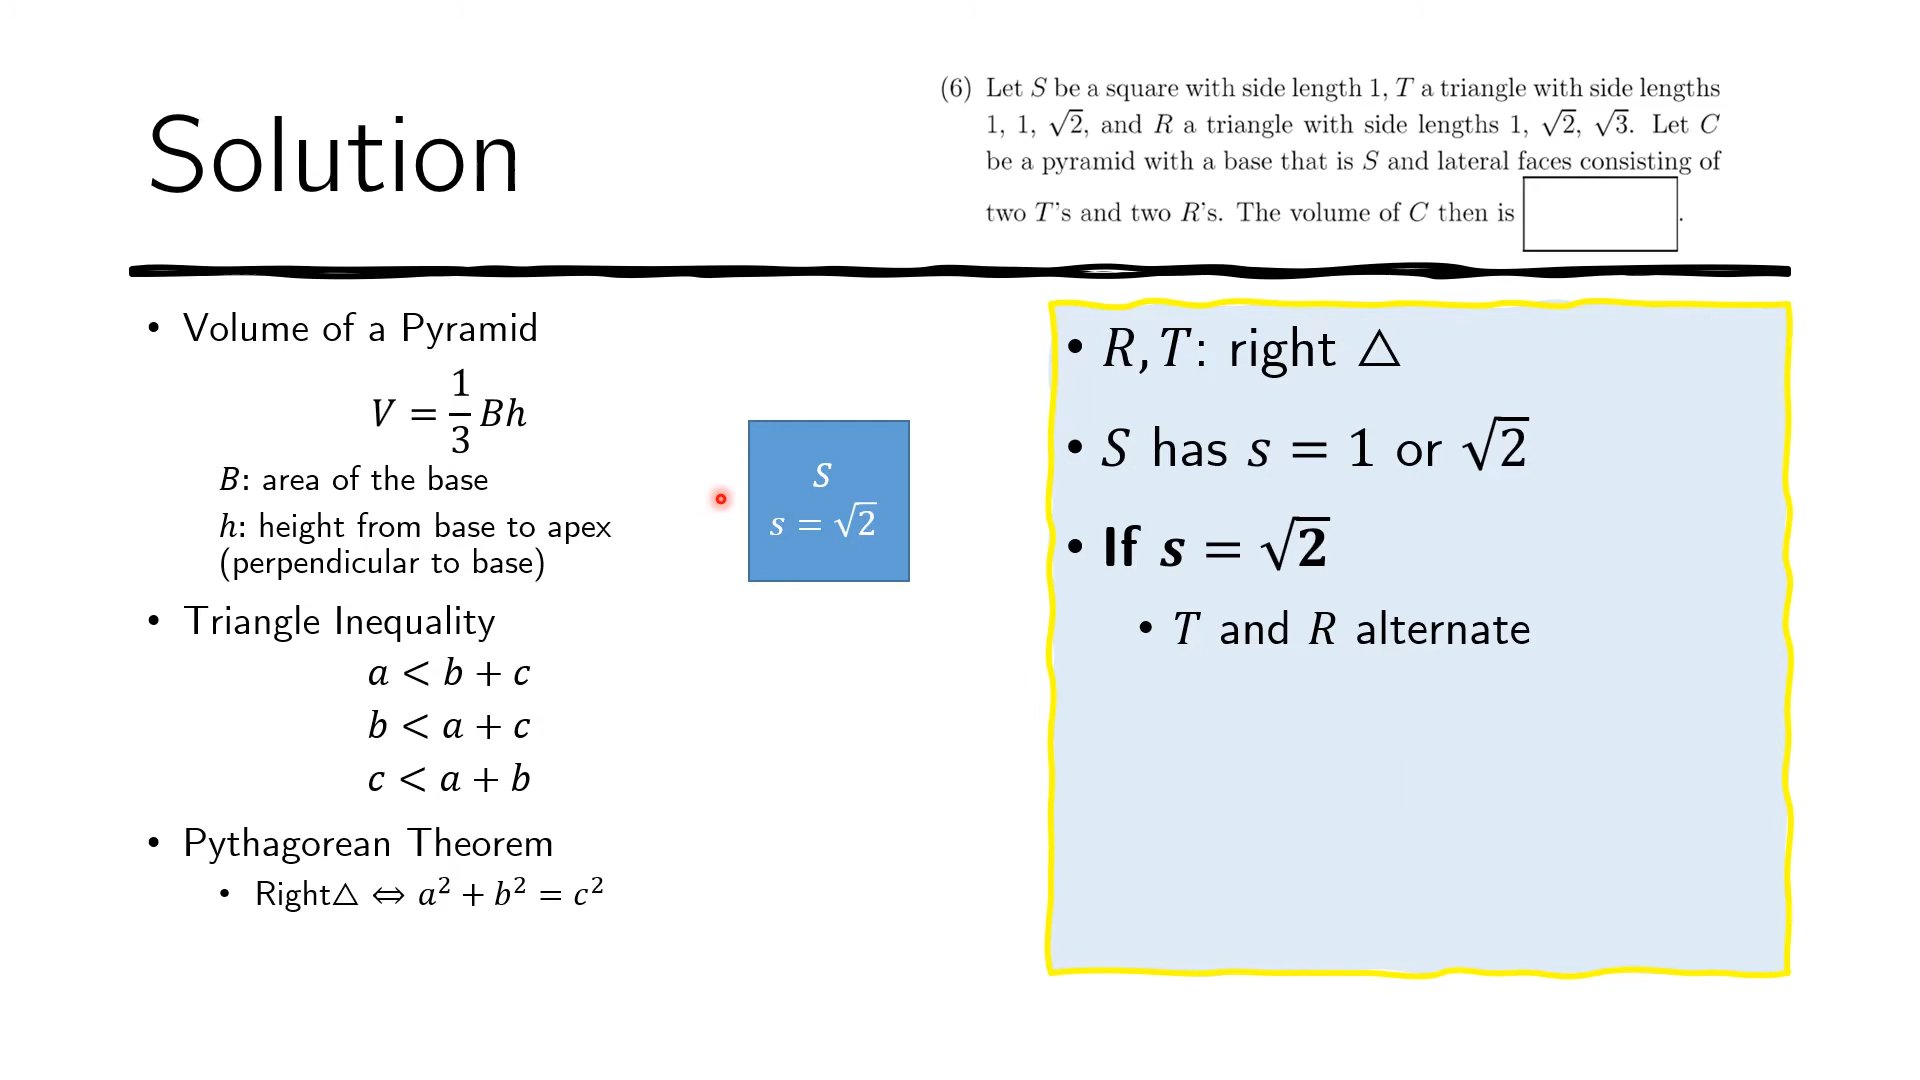 Solution
(6) Let S be a square with side length 1, T a triangle with side lengths
1, 1, √2, and R a triangle with side lengths 1, √2, √3. Let C
be a pyramid with a base that is S and lateral faces consisting of
two T's and two R's. The volume of C then is .
• Volume of a Pyramid
V = 1/3 Bh
B: area of the base
h: height from base to apex
(perpendicular to base)
• Triangle Inequality
a < b + c
b < a + c
c < a + b
• Pythagorean Theorem
• Right△ ⇔ a² + b² = c²
S
s = √2
• R, T: right △
• S has s = 1 or √2
• If s = √2
• T and R alternate